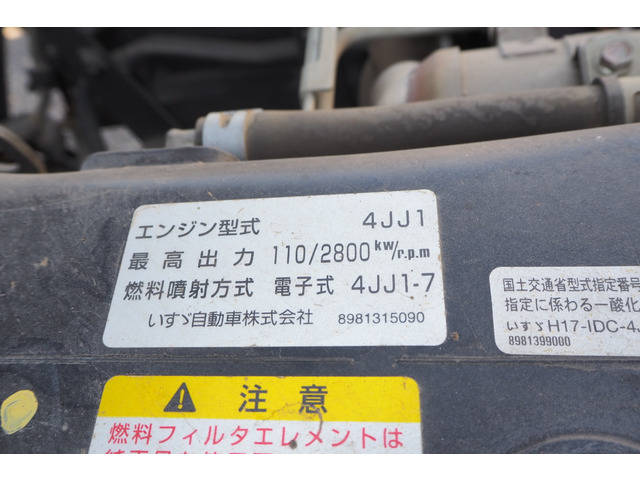 エンジン型式 4JJ1
最高出力 110/2800 kw/r.p.m
燃料噴射方式 電子式 4JJ1-7
いすゞ自動車株式会社 8981315090
国土交通省型式指定番号
指定に係わる一酸化
いすゞH17-IDC-4J
8981399000
⚠ 注意
燃料フィルタエレメントは